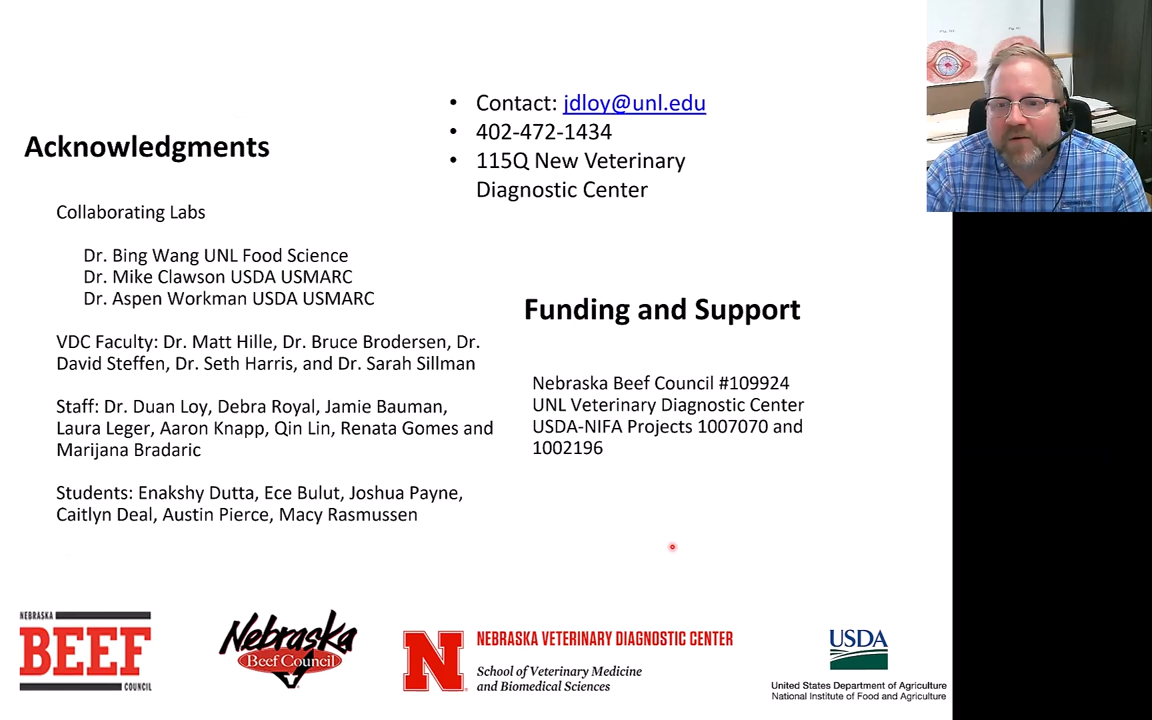 Acknowledgments
Collaborating Labs
Dr. Bing Wang UNL Food Science
Dr. Mike Clawson USDA USMARC
Dr. Aspen Workman USDA USMARC
VDC Faculty: Dr. Matt Hille, Dr. Bruce Brodersen, Dr.
David Steffen, Dr. Seth Harris, and Dr. Sarah Sillman
Staff: Dr. Duan Loy, Debra Royal, Jamie Bauman,
Laura Leger, Aaron Knapp, Qin Lin, Renata Gomes and
Marijana Bradaric
Students: Enakshy Dutta, Ece Bulut, Joshua Payne,
Caitlyn Deal, Austin Pierce, Macy Rasmussen
• Contact: jdloy@unl.edu
• 402-472-1434
• 115Q New Veterinary
Diagnostic Center
Funding and Support
Nebraska Beef Council #109924
UNL Veterinary Diagnostic Center
USDA-NIFA Projects 1007070 and
1002196
NEBRASKA
BEEF
COUNCIL
Nebraska
Beef Council
N
NEBRASKA VETERINARY DIAGNOSTIC CENTER
School of Veterinary Medicine
and Biomedical Sciences
USDA
United States Department of Agriculture
National Institute of Food and Agriculture